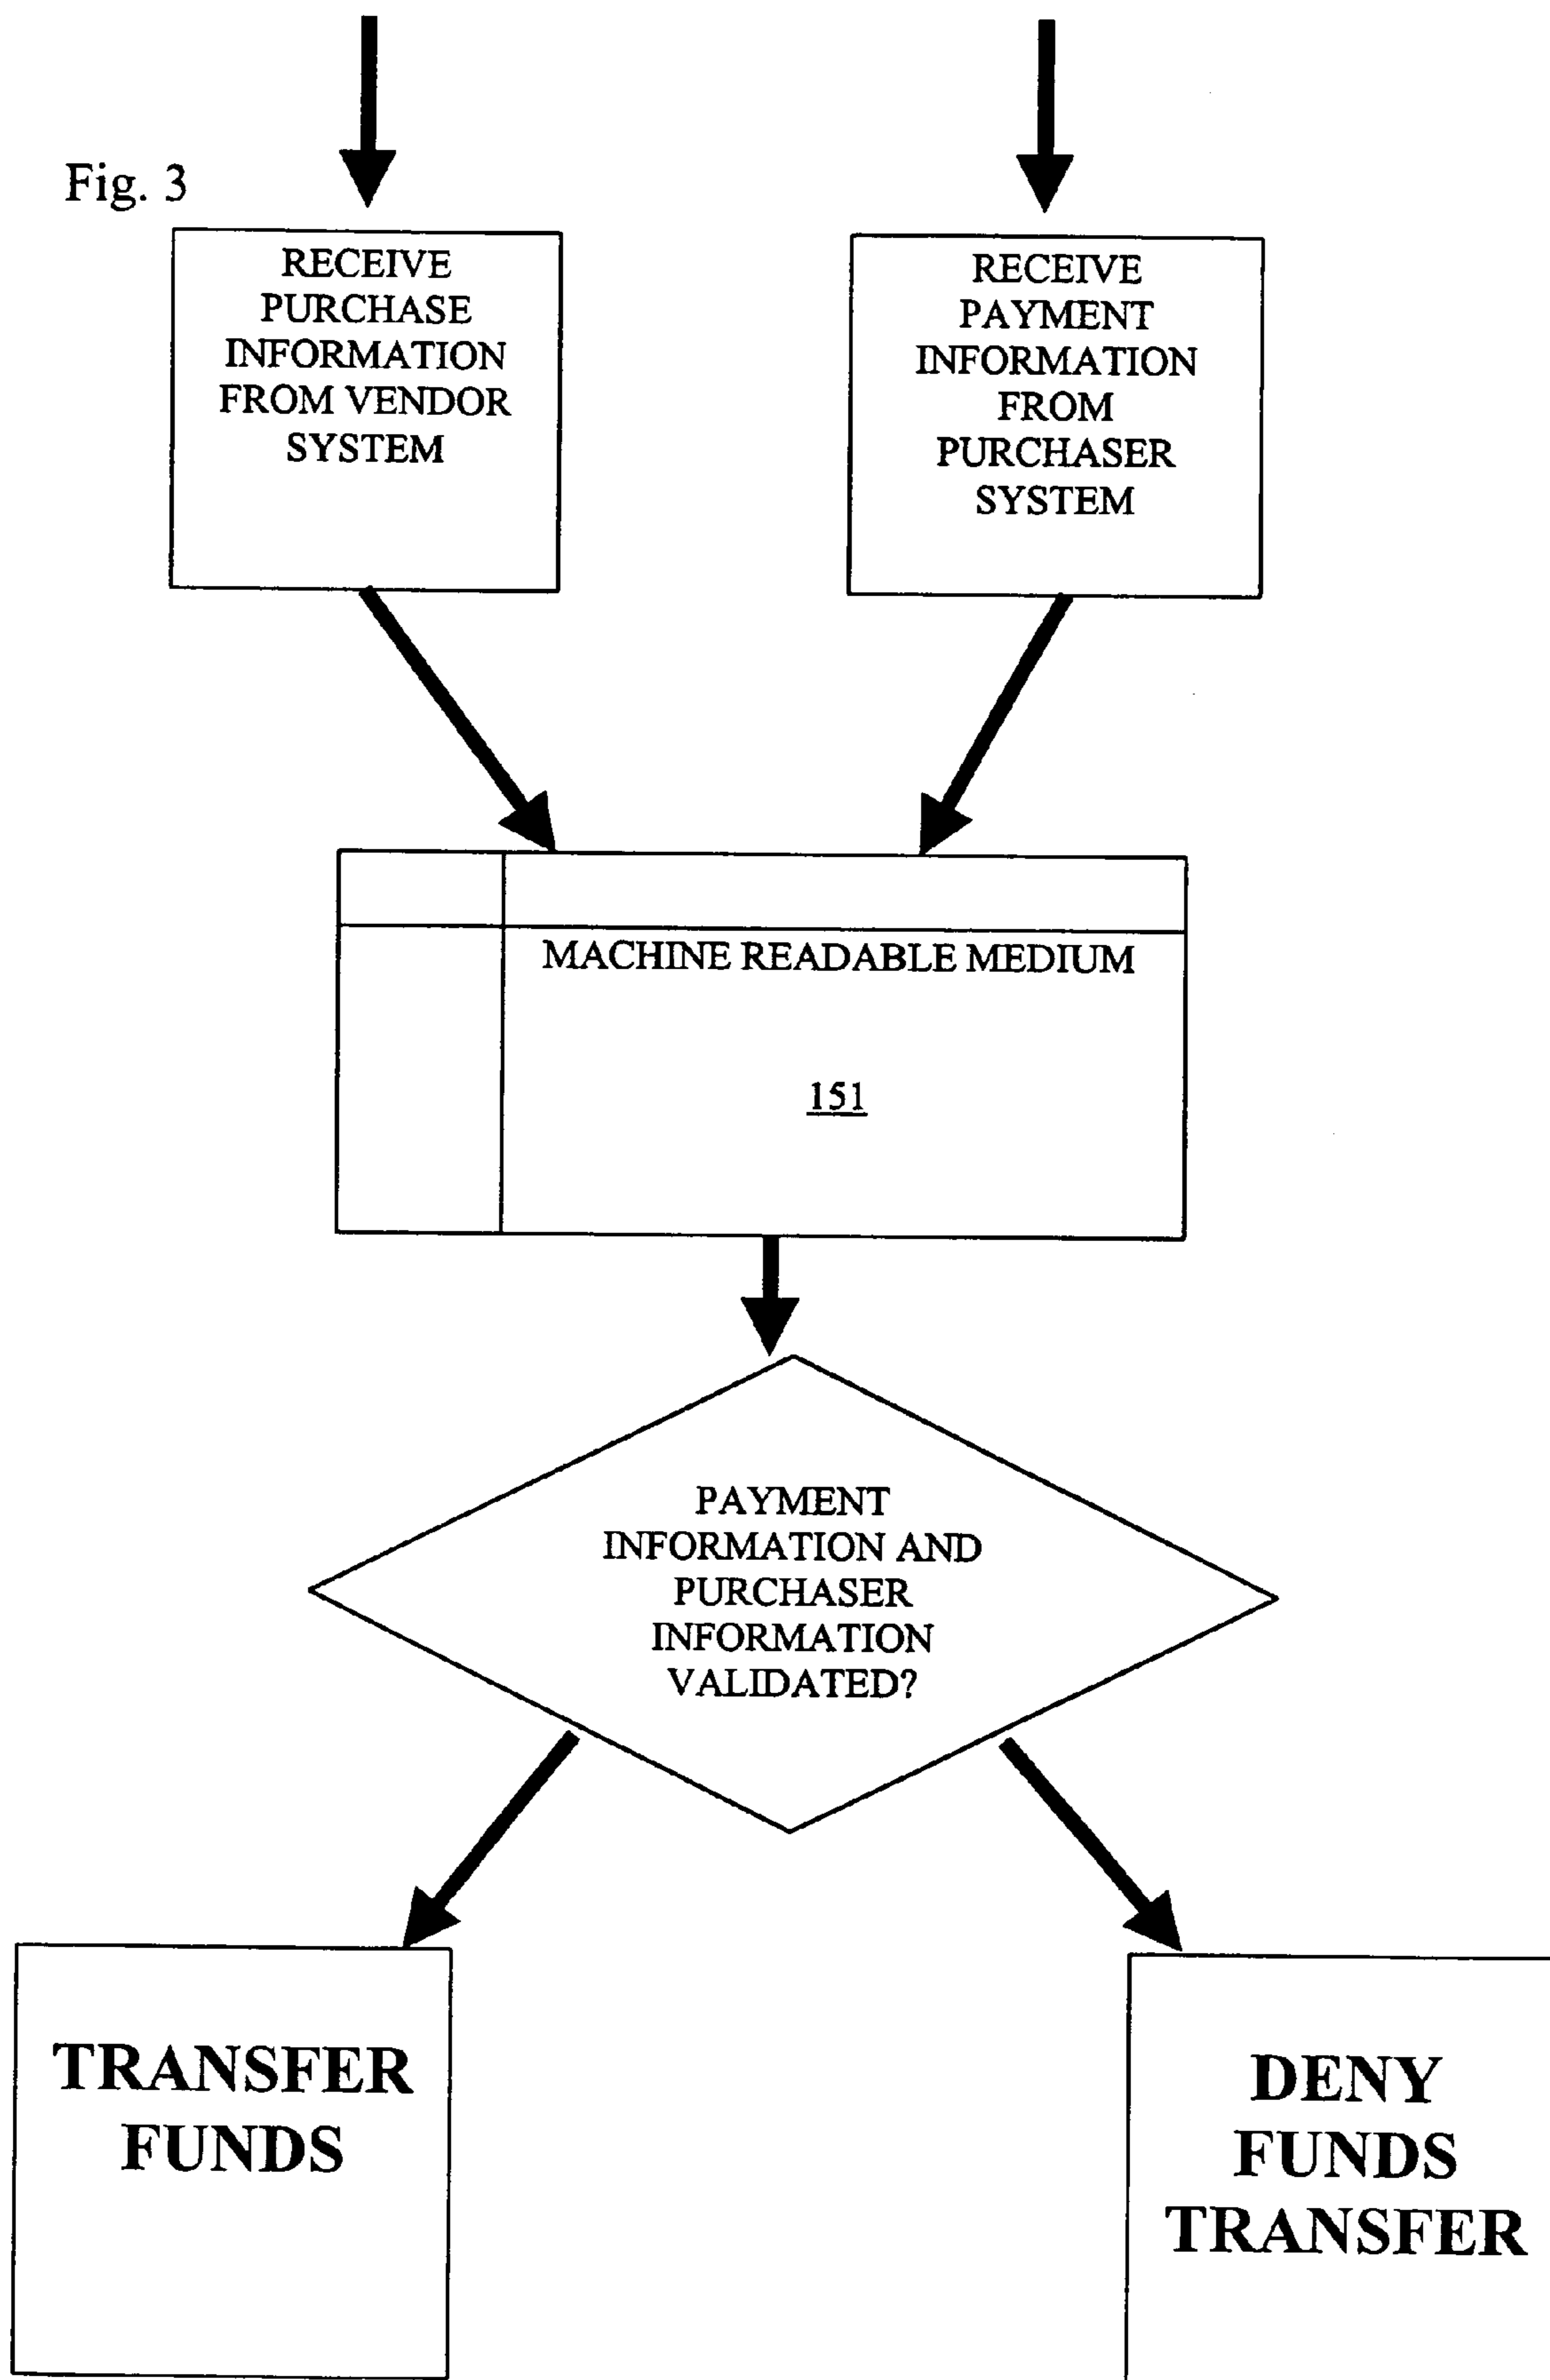 Fig. 3
RECEIVE
PURCHASE
INFORMATION
FROM VENDOR
SYSTEM
RECEIVE
PAYMENT
INFORMATION
FROM
PURCHASER
SYSTEM
MACHINE READABLE MEDIUM
151
PAYMENT
INFORMATION AND
PURCHASER
INFORMATION
VALIDATED?
TRANSFER
FUNDS
DENY
FUNDS
TRANSFER